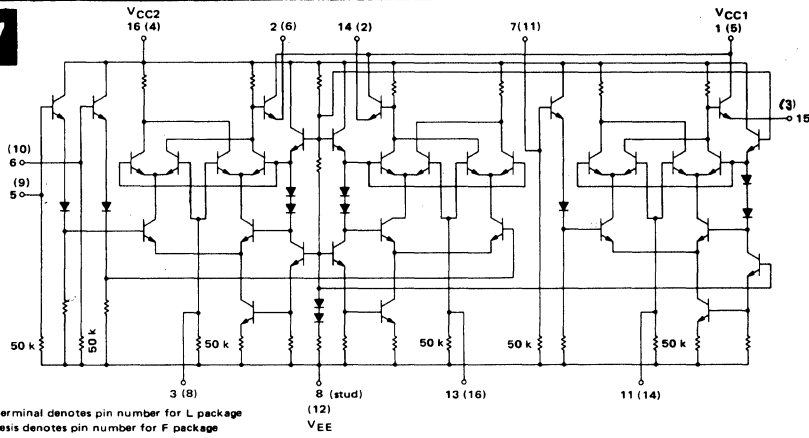 7
VCC2
16 (4)
2 (6)
14 (2)
7 (11)
VCC1
1 (5)
(3)
15
(10)
6
(9)
5
50 k
50 k
50 k
50 k
50 k
50 k
3 (8)
8 (stud)
(12)
VEE
13 (16)
11 (14)
erminal denotes pin number for L package
esis denotes pin number for F package